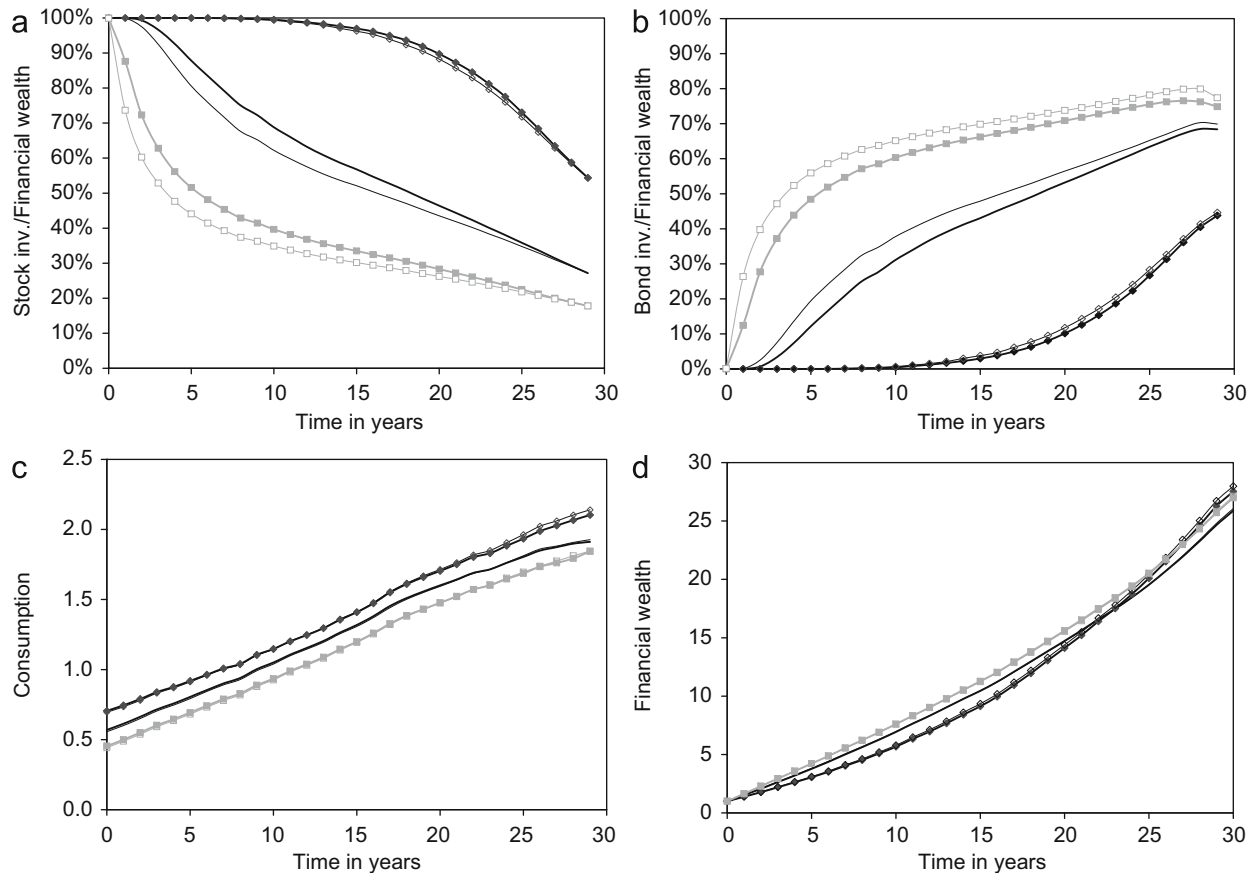 a
100%
90%
80%
70%
60%
50%
40%
30%
20%
10%
0%
Stock inv./Financial wealth
0 5 10 15 20 25 30
Time in years
b
100%
90%
80%
70%
60%
50%
40%
30%
20%
10%
0%
Bond inv./Financial wealth
0 5 10 15 20 25 30
Time in years
c
2.5
2.0
1.5
1.0
0.5
0.0
Consumption
0 5 10 15 20 25 30
Time in years
d
30
25
20
15
10
5
0
Financial wealth
0 5 10 15 20 25 30
Time in years